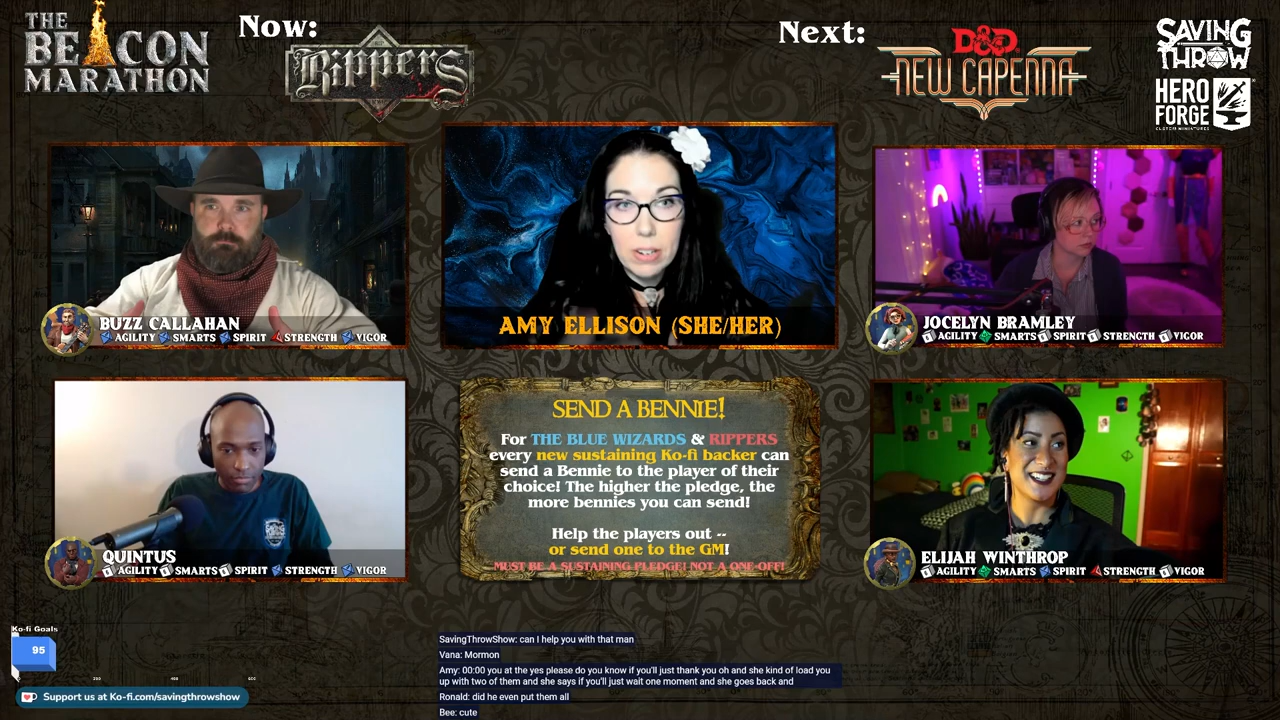 THE BEACON MARATHON
Now:
Rippers
Next:
D&D
NEW CAPENNA
SAVING THROW
HERO FORGE
CUSTOM MINIATURES
BUZZ CALLAHAN
AGILITY SMARTS SPIRIT STRENGTH VIGOR
AMY ELLISON (SHE/HER)
JOCELYN BRAMLEY
AGILITY SMARTS SPIRIT STRENGTH VIGOR
QUINTUS
AGILITY SMARTS SPIRIT STRENGTH VIGOR
SEND A BENNIE!
For THE BLUE WIZARDS & RIPPERS
every new sustaining Ko-fi backer can
send a Bennie to the player of their
choice! The higher the pledge, the
more bennies you can send!
Help the players out --
or send one to the GM!
MUST BE A SUSTAINING PLEDGE! NOT A ONE-OFF!
ELIJAH WINTHROP
AGILITY SMARTS SPIRIT STRENGTH VIGOR
Ko-fi Goals
95
Support us at Ko-fi.com/savingthrowshow
SavingThrowShow: can I help you with that man
Vana: Mormon
Amy: 00:00 you at the yes please do you know if you'll just thank you oh and she kind of load you
up with two of them and she says if you'll just wait one moment and she goes back and
Ronald: did he even put them all
Bee: cute